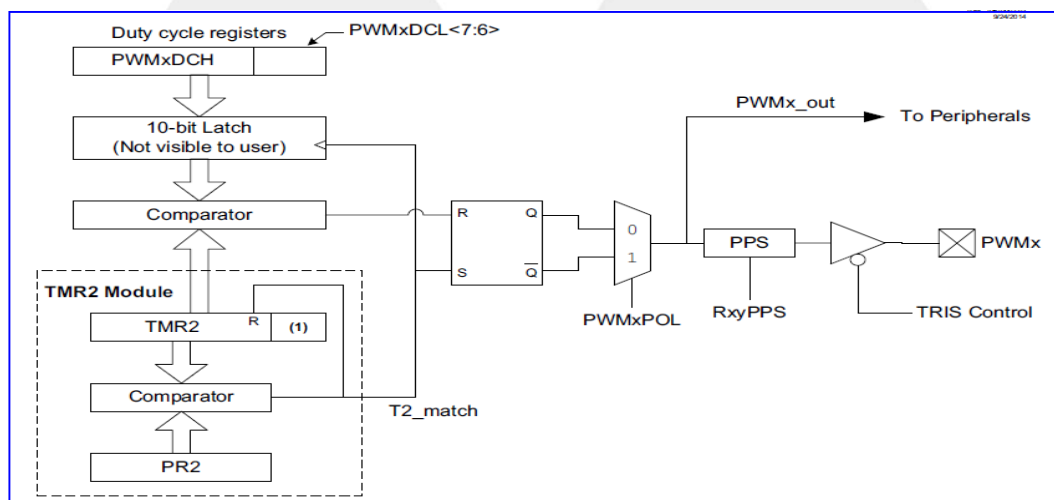 9/24/2014
Duty cycle registers
PWMxDCL<7:6>
PWMxDCH
10-bit Latch
(Not visible to user)
PWMx_out
To Peripherals
Comparator
R
Q
0
1
PPS
PWMx
S
Q
TMR2 Module
R
TMR2
(1)
PWMxPOL
RxyPPS
TRIS Control
Comparator
T2_match
PR2